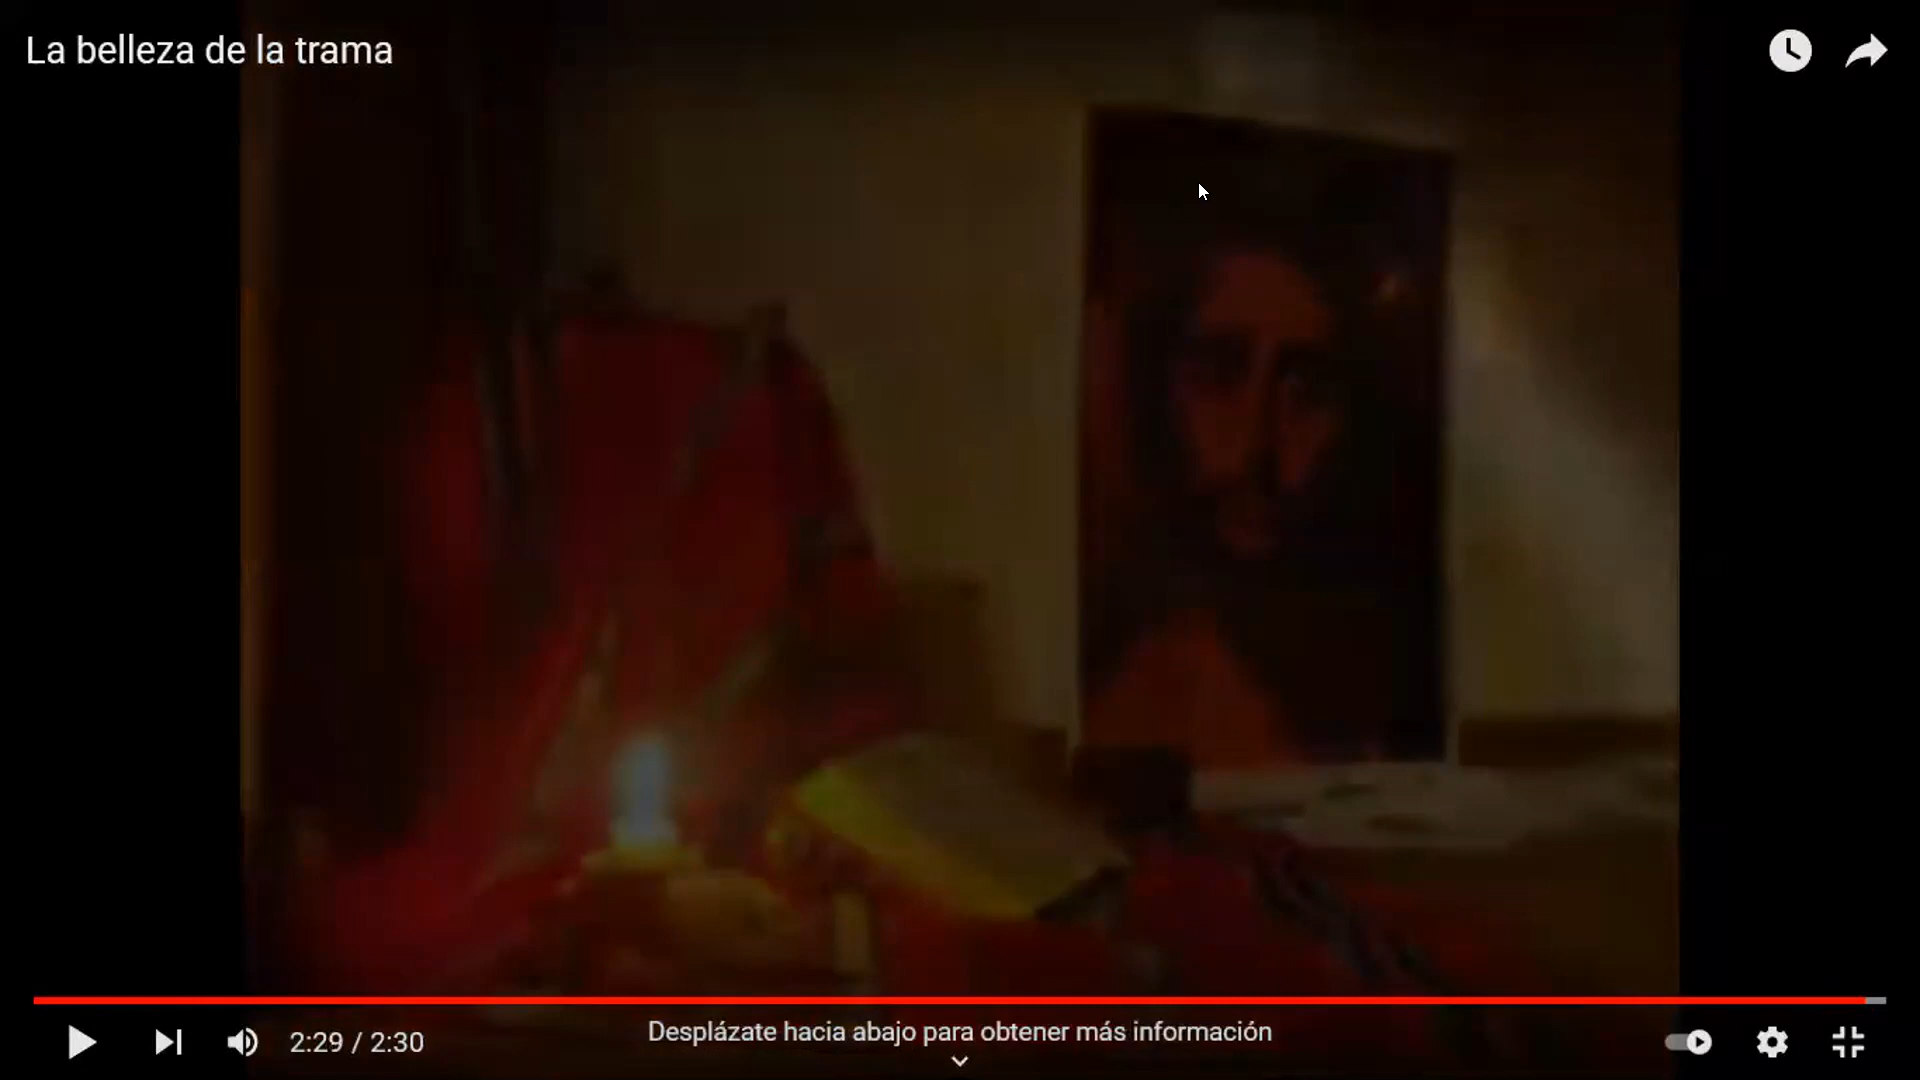 La belleza de la trama
2:29 / 2:30
Desplázate hacia abajo para obtener más información